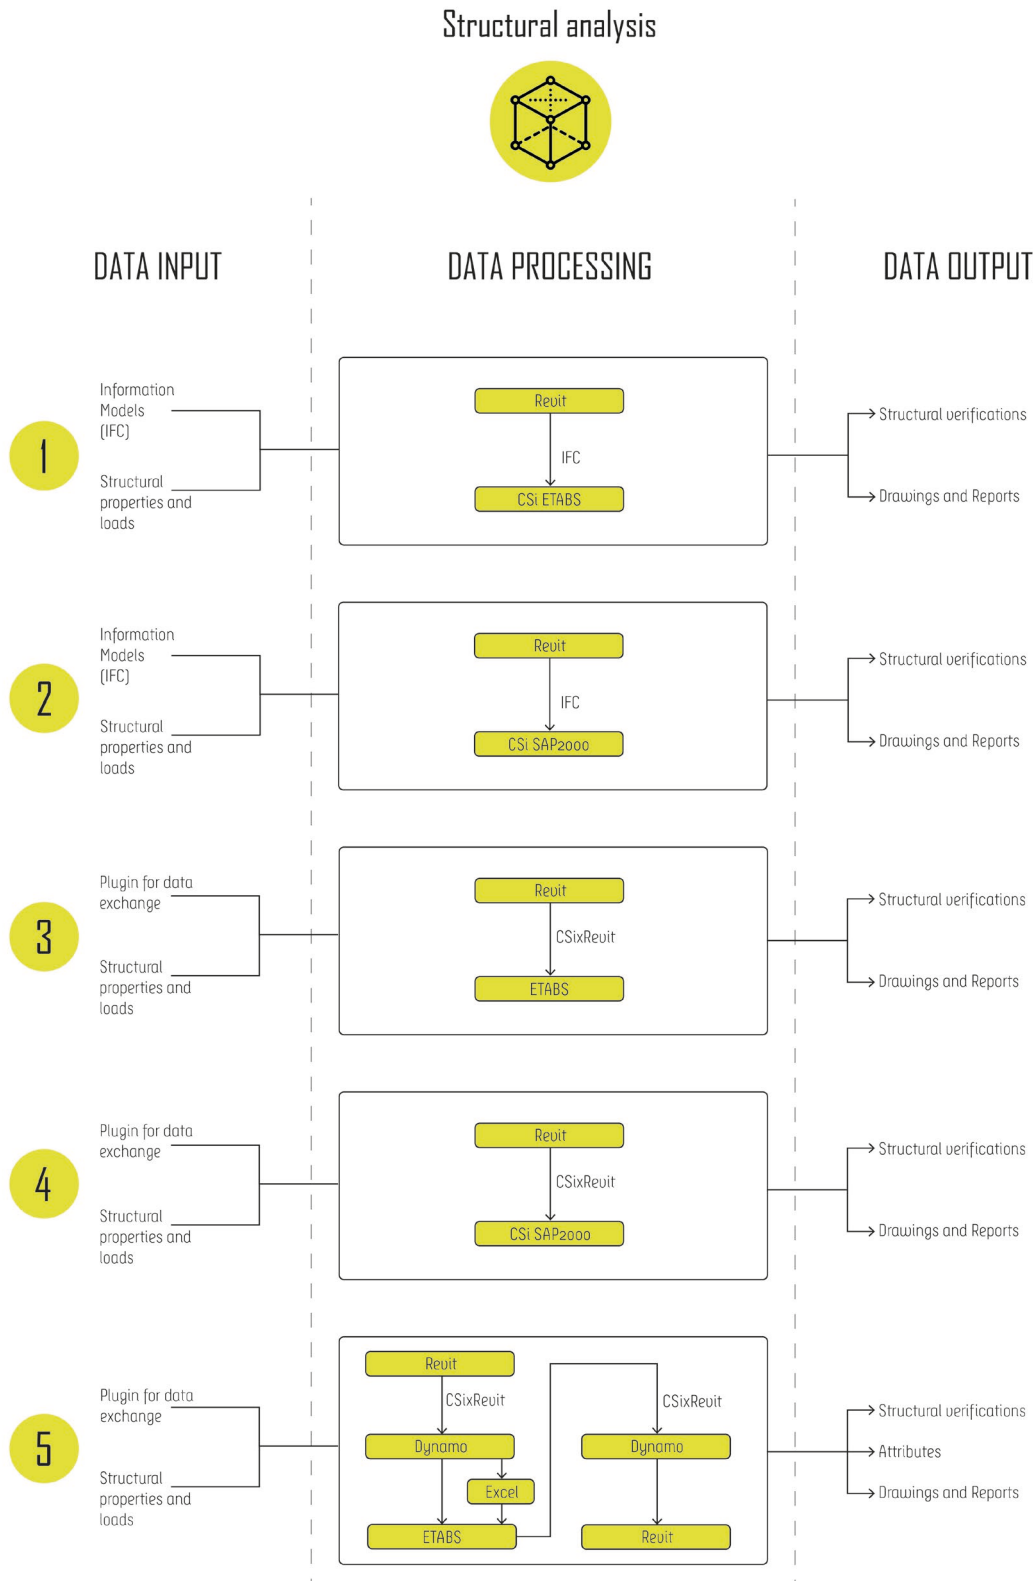 Structural analysis
DATA INPUT
DATA PROCESSING
DATA OUTPUT
1
Information
Models
(IFC)
Structural
properties and
loads
Revit
IFC
CSi ETABS
Structural verifications
Drawings and Reports
2
Information
Models
(IFC)
Structural
properties and
loads
Revit
IFC
CSi SAP2000
Structural verifications
Drawings and Reports
3
Plugin for data
exchange
Structural
properties and
loads
Revit
CSixRevit
ETABS
Structural verifications
Drawings and Reports
4
Plugin for data
exchange
Structural
properties and
loads
Revit
CSixRevit
CSi SAP2000
Structural verifications
Drawings and Reports
5
Plugin for data
exchange
Structural
properties and
loads
Revit
CSixRevit
Dynamo
Excel
ETABS
CSixRevit
Dynamo
Revit
Structural verifications
Attributes
Drawings and Reports